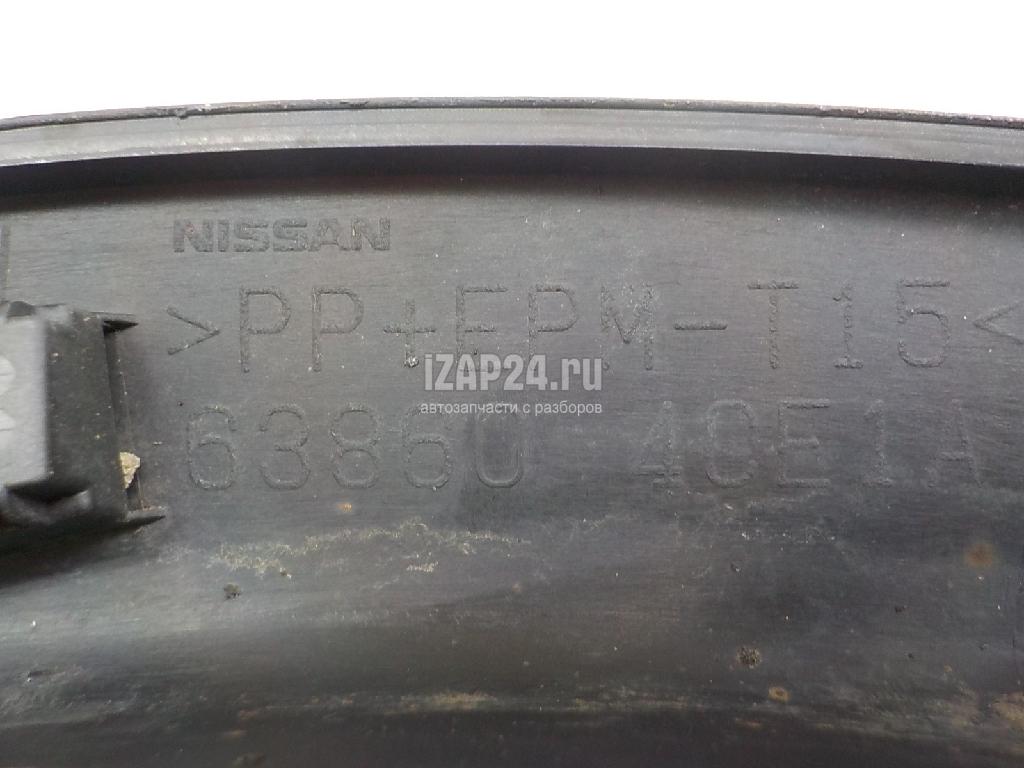 NISSAN
>PP+EPM-T15<
iZAP24.ru
автозапчасти с разборов
63860 4CE1A